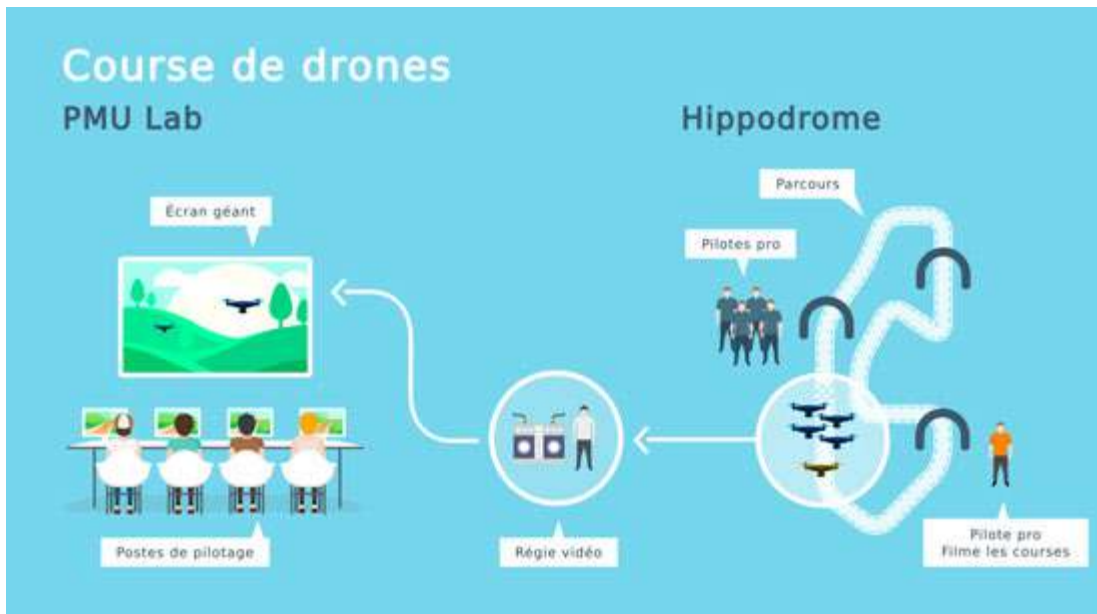 Course de drones
PMU Lab
Hippodrome
Parcours
Écran géant
Pilotes pro
Postes de pilotage
Régie vidéo
Pilote pro
Filme les courses